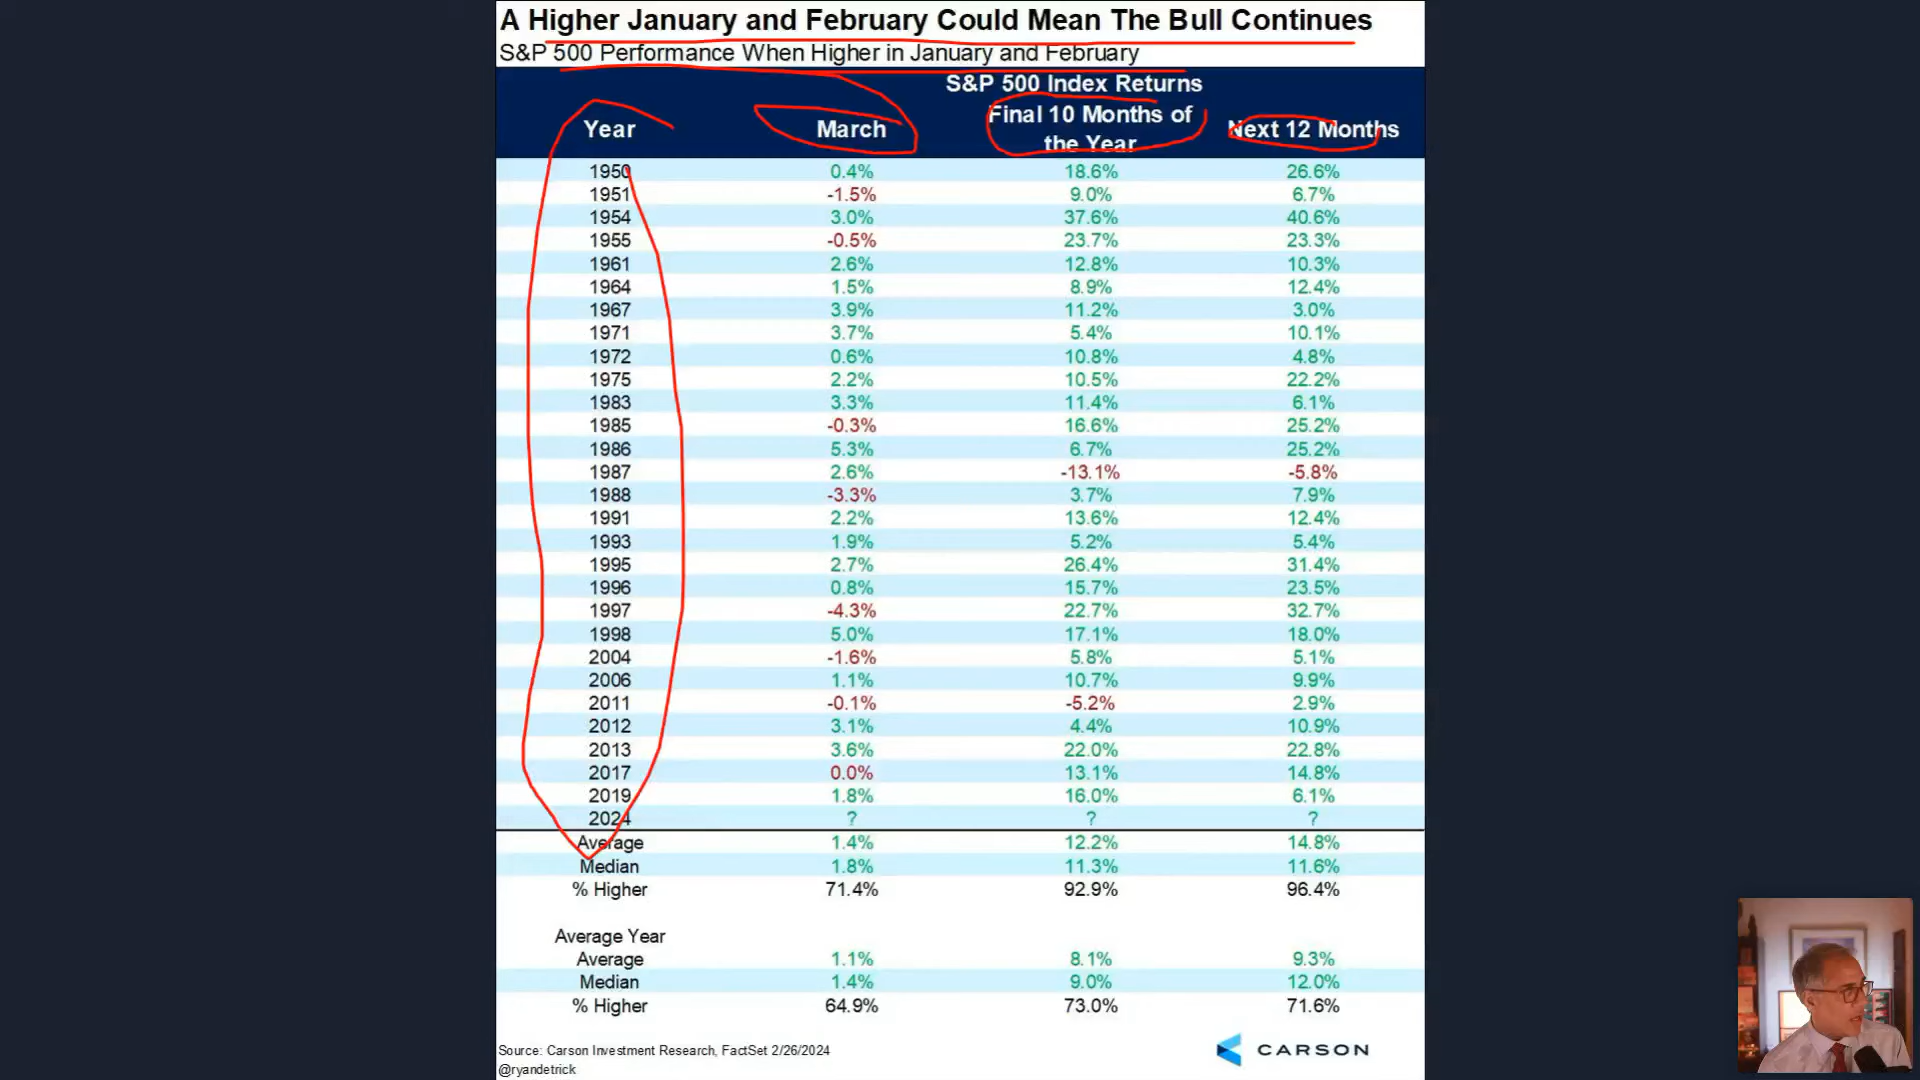 A Higher January and February Could Mean The Bull Continues
S&P 500 Performance When Higher in January and February
S&P 500 Index Returns
Year March Final 10 Months of the Year Next 12 Months
1950 0.4% 18.6% 26.6%
1951 -1.5% 9.0% 6.7%
1954 3.0% 37.6% 40.6%
1955 -0.5% 23.7% 23.3%
1961 2.6% 12.8% 10.3%
1964 1.5% 8.9% 12.4%
1967 3.9% 11.2% 3.0%
1971 3.7% 5.4% 10.1%
1972 0.6% 10.8% 4.8%
1975 2.2% 10.5% 22.2%
1983 3.3% 11.4% 6.1%
1985 -0.3% 16.6% 25.2%
1986 5.3% 6.7% 25.2%
1987 2.6% -13.1% -5.8%
1988 -3.3% 3.7% 7.9%
1991 2.2% 13.6% 12.4%
1993 1.9% 5.2% 5.4%
1995 2.7% 26.4% 31.4%
1996 0.8% 15.7% 23.5%
1997 -4.3% 22.7% 32.7%
1998 5.0% 17.1% 18.0%
2004 -1.6% 5.8% 5.1%
2006 1.1% 10.7% 9.9%
2011 -0.1% -5.2% 2.9%
2012 3.1% 4.4% 10.9%
2013 3.6% 22.0% 22.8%
2017 0.0% 13.1% 14.8%
2019 1.8% 16.0% 6.1%
2024 ? ? ?
Average 1.4% 12.2% 14.8%
Median 1.8% 11.3% 11.6%
% Higher 71.4% 92.9% 96.4%
Average Year
Average 1.1% 8.1% 9.3%
Median 1.4% 9.0% 12.0%
% Higher 64.9% 73.0% 71.6%
Source: Carson Investment Research, FactSet 2/26/2024
@ryandetrick
CARSON